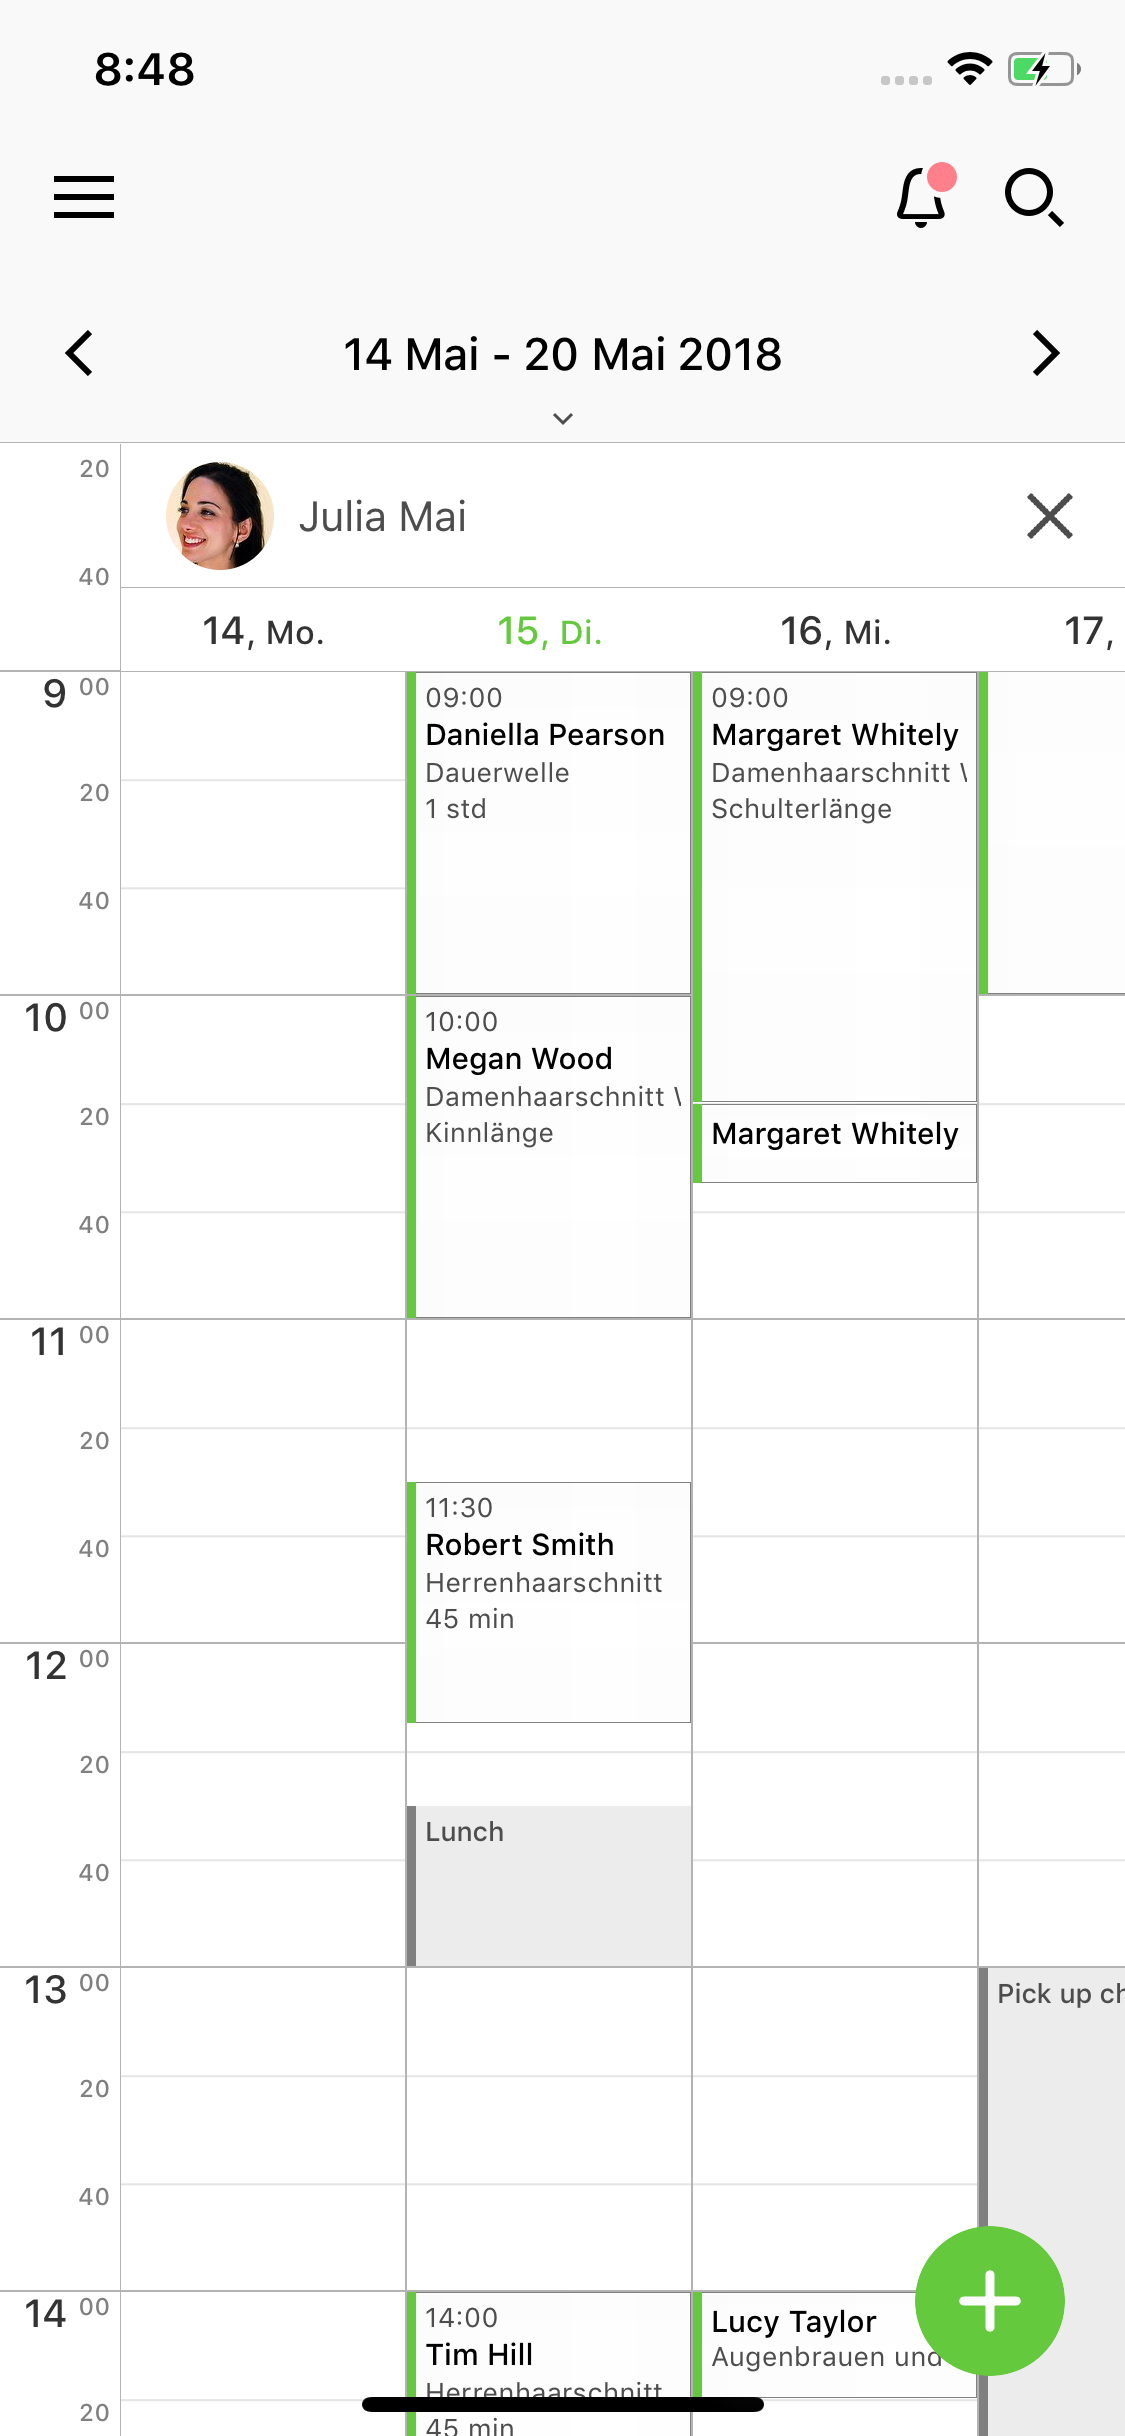 8:48
14 Mai - 20 Mai 2018
Julia Mai
14, Mo.
15, Di.
16, Mi.
17,
20
40
9 00
20
40
10 00
20
40
11 00
20
40
12 00
20
40
13 00
20
40
14 00
20
09:00
Daniella Pearson
Dauerwelle
1 std
10:00
Megan Wood
Damenhaarschnitt
Kinnlänge
11:30
Robert Smith
Herrenhaarschnitt
45 min
Lunch
14:00
Tim Hill
Herrenhaarschnitt
45 min
09:00
Margaret Whitely
Damenhaarschnitt
Schulterlänge
Margaret Whitely
Lucy Taylor
Augenbrauen und
Pick up ch